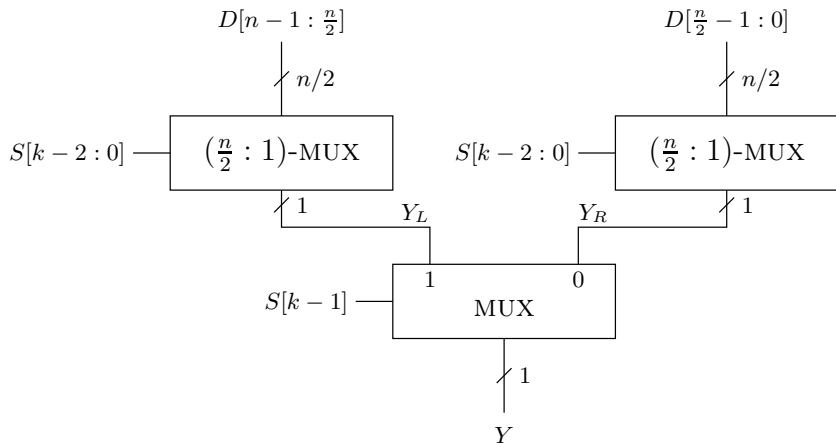 D[n − 1 : n/2]
D[n/2 − 1 : 0]
n/2
n/2
S[k − 2 : 0]
(n/2 : 1)-MUX
S[k − 2 : 0]
(n/2 : 1)-MUX
1
Y_L
Y_R
1
1
0
S[k − 1]
MUX
1
Y